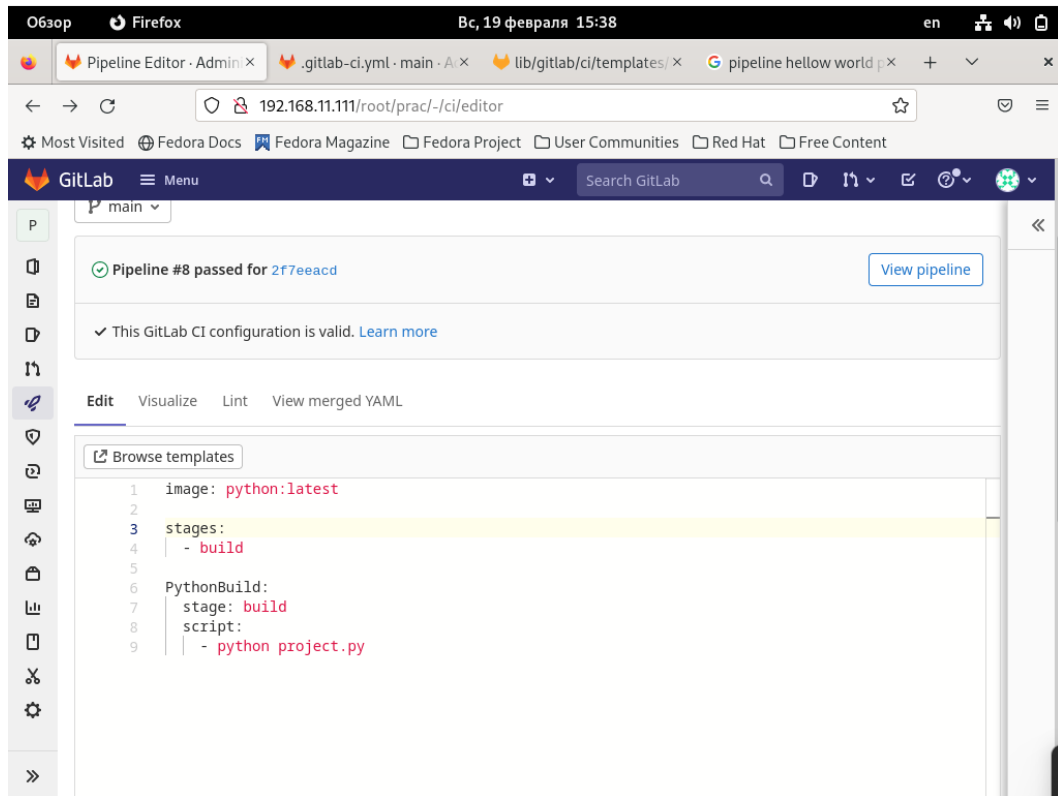 Обзор Firefox Вс, 19 февраля 15:38 en
Pipeline Editor · Admini × .gitlab-ci.yml · main · A × lib/gitlab/ci/templates/ × pipeline hellow world p × +
192.168.11.111/root/prac/-/ci/editor
Most Visited Fedora Docs Fedora Magazine Fedora Project User Communities Red Hat Free Content
GitLab Menu Search GitLab
P main
Pipeline #8 passed for 2f7eeacd View pipeline
This GitLab CI configuration is valid. Learn more
Edit Visualize Lint View merged YAML
Browse templates
1 image: python:latest
2
3 stages:
4 - build
5
6 PythonBuild:
7 stage: build
8 script:
9 - python project.py